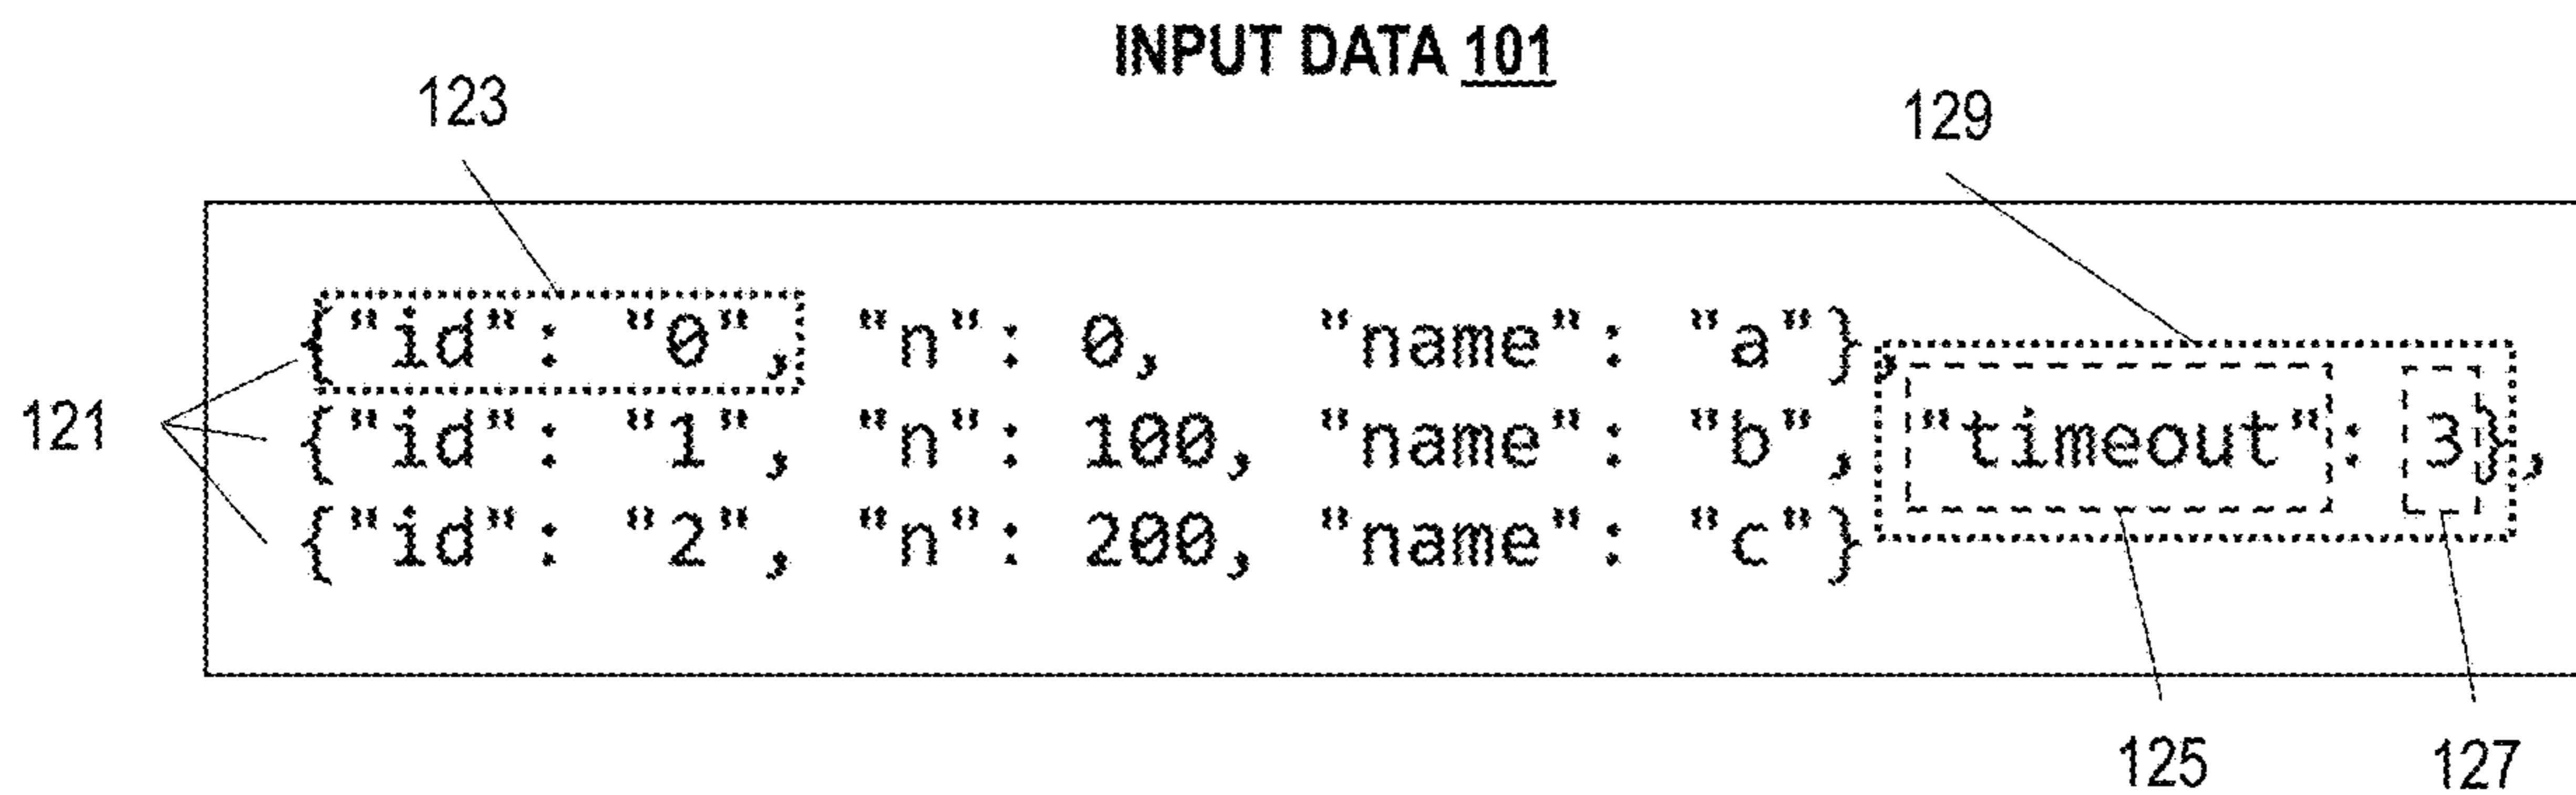 INPUT DATA 101
123
129
{"id": "0", "n": 0, "name": "a"},
121
{"id": "1", "n": 100, "name": "b", "timeout": 3},
{"id": "2", "n": 200, "name": "c"}
125
127